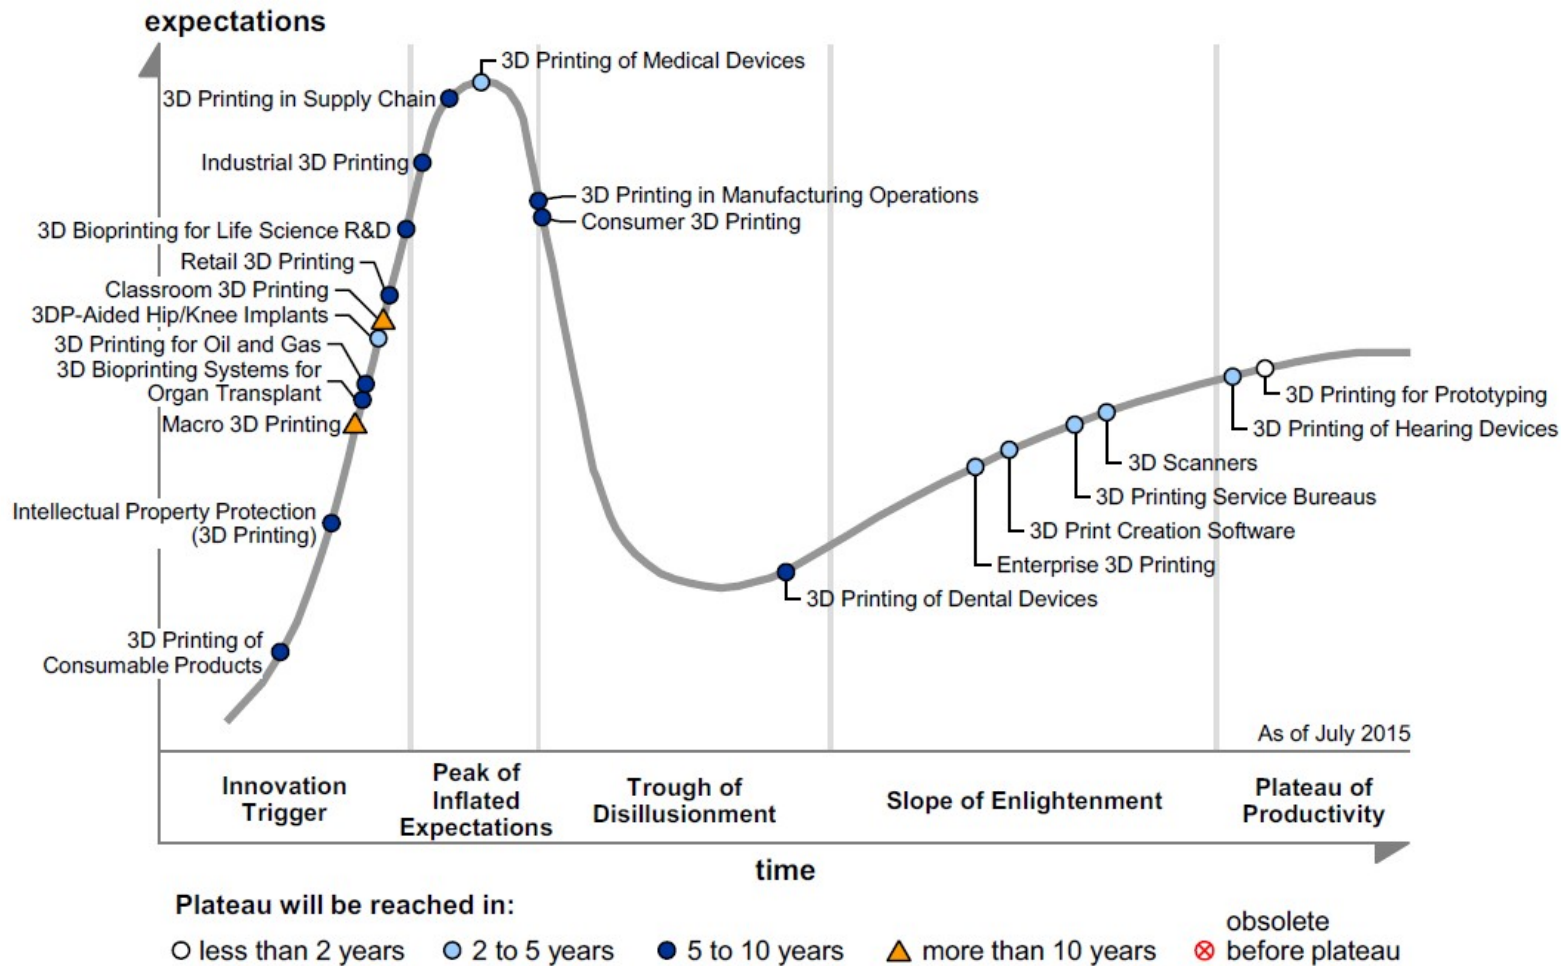 expectations
3D Printing of Medical Devices
3D Printing in Supply Chain
Industrial 3D Printing
3D Printing in Manufacturing Operations
Consumer 3D Printing
3D Bioprinting for Life Science R&D
Retail 3D Printing
Classroom 3D Printing
3DP-Aided Hip/Knee Implants
3D Printing for Oil and Gas
3D Bioprinting Systems for
Organ Transplant
Macro 3D Printing
Intellectual Property Protection
(3D Printing)
3D Printing of
Consumable Products
3D Printing for Prototyping
3D Printing of Hearing Devices
3D Scanners
3D Printing Service Bureaus
3D Print Creation Software
Enterprise 3D Printing
3D Printing of Dental Devices
As of July 2015
Innovation
Trigger
Peak of
Inflated
Expectations
Trough of
Disillusionment
Slope of Enlightenment
Plateau of
Productivity
time
Plateau will be reached in:
less than 2 years
2 to 5 years
5 to 10 years
more than 10 years
obsolete
before plateau